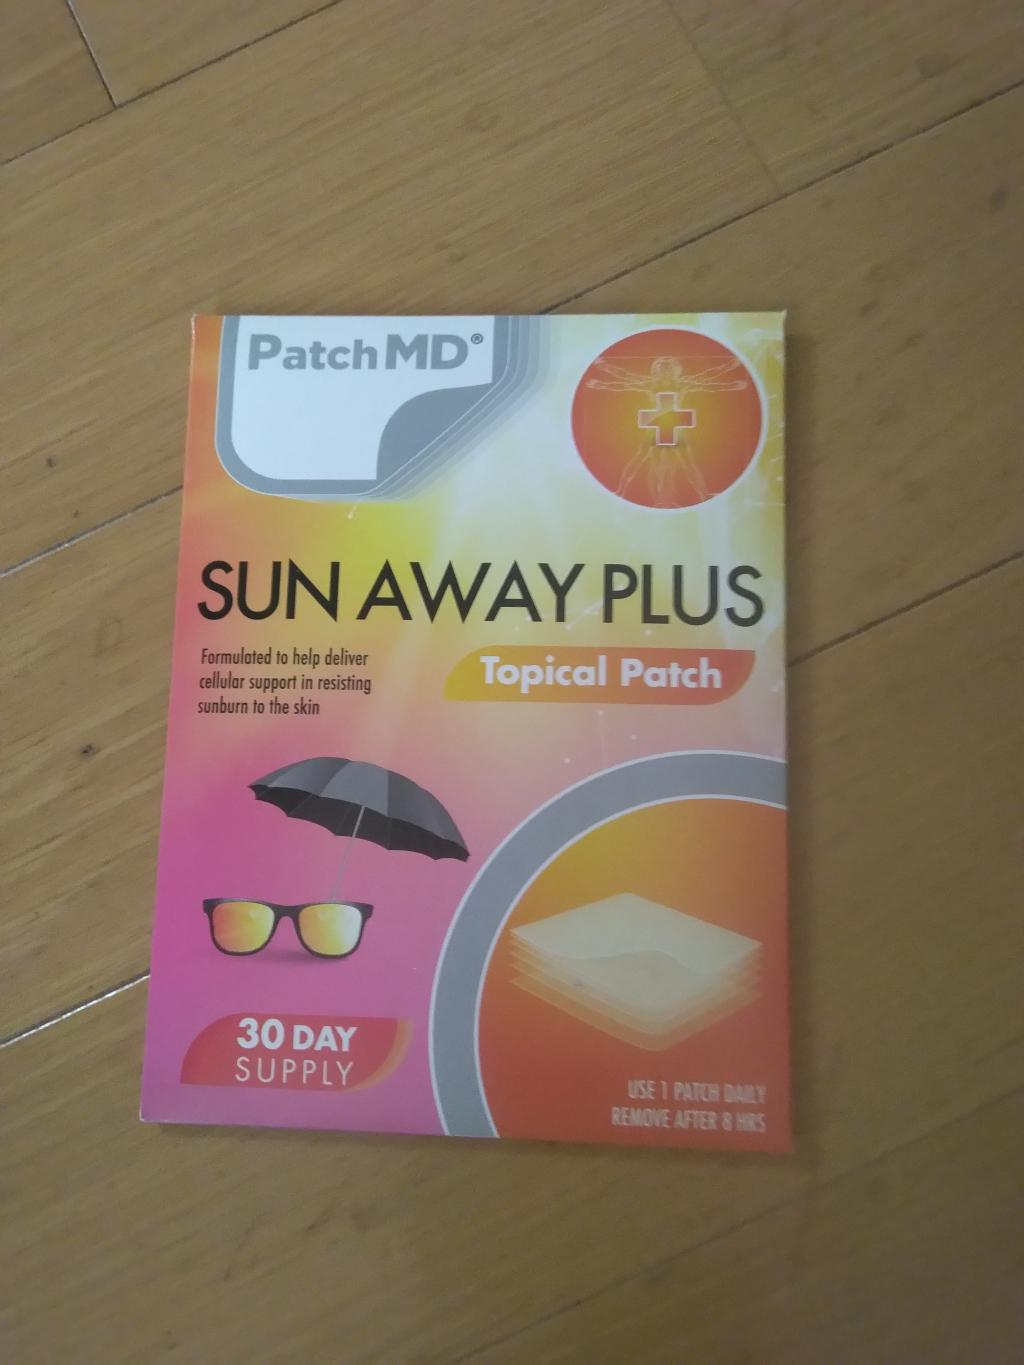 PatchMD®
SUN AWAY PLUS
Formulated to help deliver
cellular support in resisting
sunburn to the skin
Topical Patch
30 DAY
SUPPLY
USE 1 PATCH DAILY
REMOVE AFTER 8 HRS